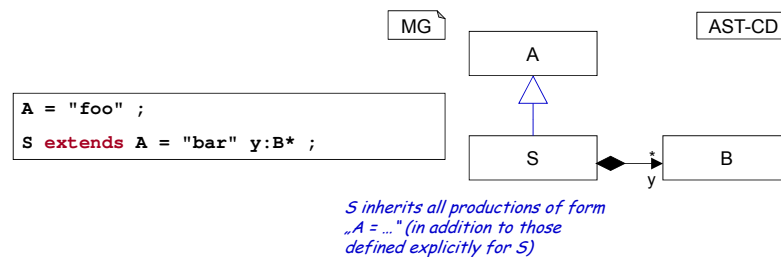 MG
AST-CD
A
A = "foo" ;
S extends A = "bar" y:B* ;
S
*
y
B
S inherits all productions of form
„A = …“ (in addition to those
defined explicitly for S)